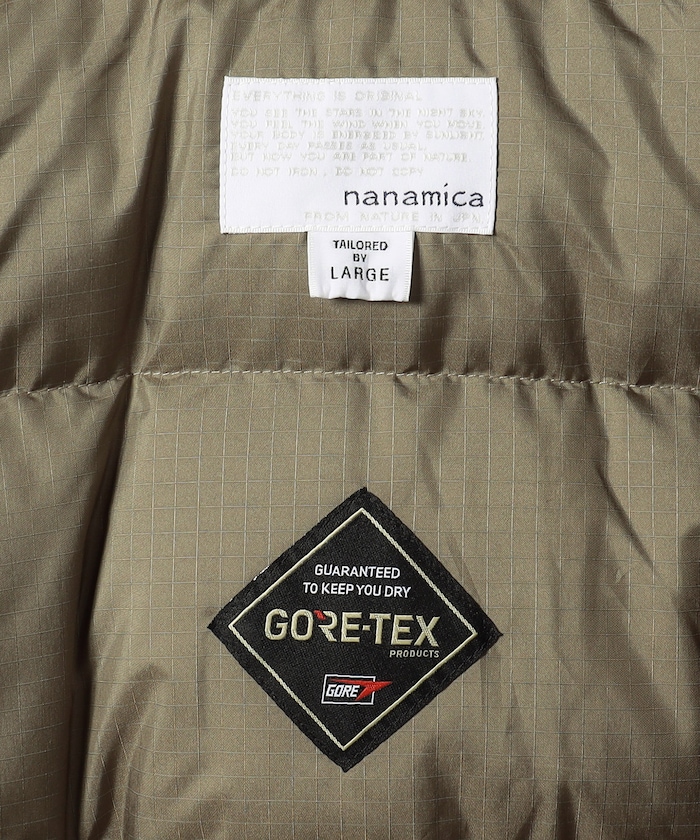 EVERYTHING IS ORIGINAL
YOU SEE THE STARS IN THE NIGHT SKY.
YOU FEEL THE WIND WHEN YOU MOVE.
YOUR BODY IS ENERGIZED BY SUNLIGHT.
EVERY DAY PASSES AS USUAL.
BUT NOW YOU ARE PART OF NATURE.
DO NOT IRON, DO NOT COPY
nanamica
FROM NATURE IN JPN
TAILORED
BY
LARGE
GUARANTEED
TO KEEP YOU DRY
GORE-TEX
PRODUCTS
GORE